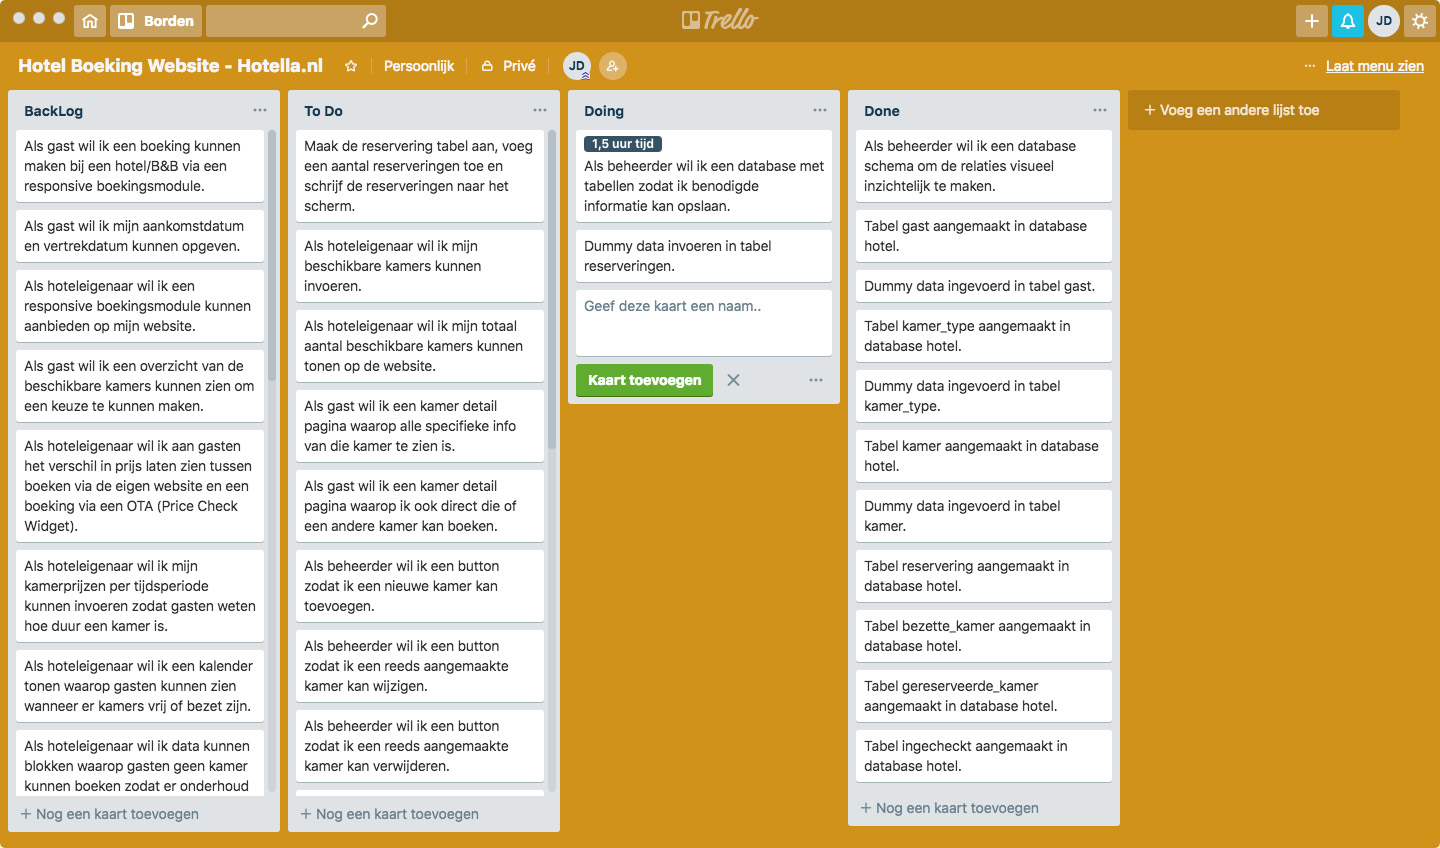 Borden
Trello
JD
Hotel Boeking Website - Hotella.nl
Persoonlijk
Privé
JD
Laat menu zien
BackLog
Als gast wil ik een boeking kunnen
maken bij een hotel/B&B via een
responsive boekingsmodule.
Als gast wil ik mijn aankomstdatum
en vertrekdatum kunnen opgeven.
Als hoteleigenaar wil ik een
responsive boekingsmodule kunnen
aanbieden op mijn website.
Als gast wil ik een overzicht van de
beschikbare kamers kunnen zien om
een keuze te kunnen maken.
Als hoteleigenaar wil ik aan gasten
het verschil in prijs laten zien tussen
boeken via de eigen website en een
boeking via een OTA (Price Check
Widget).
Als hoteleigenaar wil ik mijn
kamerprijzen per tijdsperiode
kunnen invoeren zodat gasten weten
hoe duur een kamer is.
Als hoteleigenaar wil ik een kalender
tonen waarop gasten kunnen zien
wanneer er kamers vrij of bezet zijn.
Als hoteleigenaar wil ik data kunnen
blokken waarop gasten geen kamer
kunnen boeken zodat er onderhoud
+ Nog een kaart toevoegen
To Do
Maak de reservering tabel aan, voeg
een aantal reserveringen toe en
schrijf de reserveringen naar het
scherm.
Als hoteleigenaar wil ik mijn
beschikbare kamers kunnen
invoeren.
Als hoteleigenaar wil ik mijn totaal
aantal beschikbare kamers kunnen
tonen op de website.
Als gast wil ik een kamer detail
pagina waarop alle specifieke info
van die kamer te zien is.
Als gast wil ik een kamer detail
pagina waarop ik ook direct die of
een andere kamer kan boeken.
Als beheerder wil ik een button
zodat ik een nieuwe kamer kan
toevoegen.
Als beheerder wil ik een button
zodat ik een reeds aangemaakte
kamer kan wijzigen.
Als beheerder wil ik een button
zodat ik een reeds aangemaakte
kamer kan verwijderen.
+ Nog een kaart toevoegen
Doing
1,5 uur tijd
Als beheerder wil ik een database met
tabellen zodat ik benodigde
informatie kan opslaan.
Dummy data invoeren in tabel
reserveringen.
Geef deze kaart een naam..
Kaart toevoegen
Done
Als beheerder wil ik een database
schema om de relaties visueel
inzichtelijk te maken.
Tabel gast aangemaakt in database
hotel.
Dummy data ingevoerd in tabel gast.
Tabel kamer_type aangemaakt in
database hotel.
Dummy data ingevoerd in tabel
kamer_type.
Tabel kamer aangemaakt in database
hotel.
Dummy data ingevoerd in tabel
kamer.
Tabel reservering aangemaakt in
database hotel.
Tabel bezette_kamer aangemaakt in
database hotel.
Tabel gereserveerde_kamer
aangemaakt in database hotel.
Tabel ingecheckt aangemaakt in
database hotel.
+ Nog een kaart toevoegen
+ Voeg een andere lijst toe